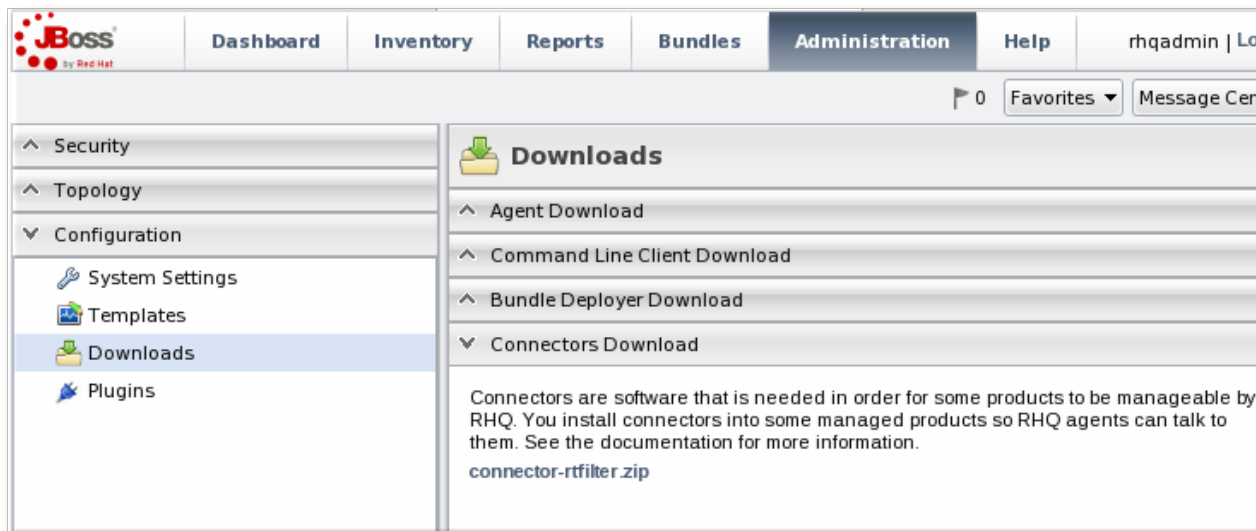 JBoss by Red Hat
Dashboard Inventory Reports Bundles Administration Help rhqadmin | Lo
0 Favorites Message Cen
Security
Topology
Configuration
System Settings
Templates
Downloads
Plugins
Downloads
Agent Download
Command Line Client Download
Bundle Deployer Download
Connectors Download
Connectors are software that is needed in order for some products to be manageable by
RHQ. You install connectors into some managed products so RHQ agents can talk to
them. See the documentation for more information.
connector-rtfilter.zip